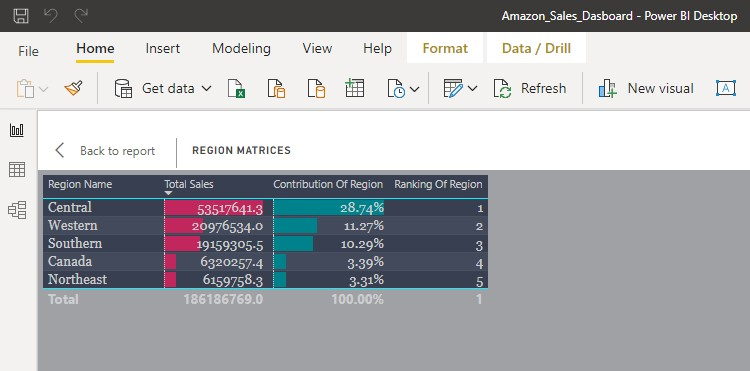 Amazon_Sales_Dasboard - Power BI Desktop
File Home Insert Modeling View Help Format Data / Drill
Get data Refresh New visual
Back to report REGION MATRICES
Region Name Total Sales Contribution Of Region Ranking Of Region
Central 53517641.3 28.74% 1
Western 20976534.0 11.27% 2
Southern 19159305.5 10.29% 3
Canada 6320257.4 3.39% 4
Northeast 6159758.3 3.31% 5
Total 186186769.0 100.00% 1